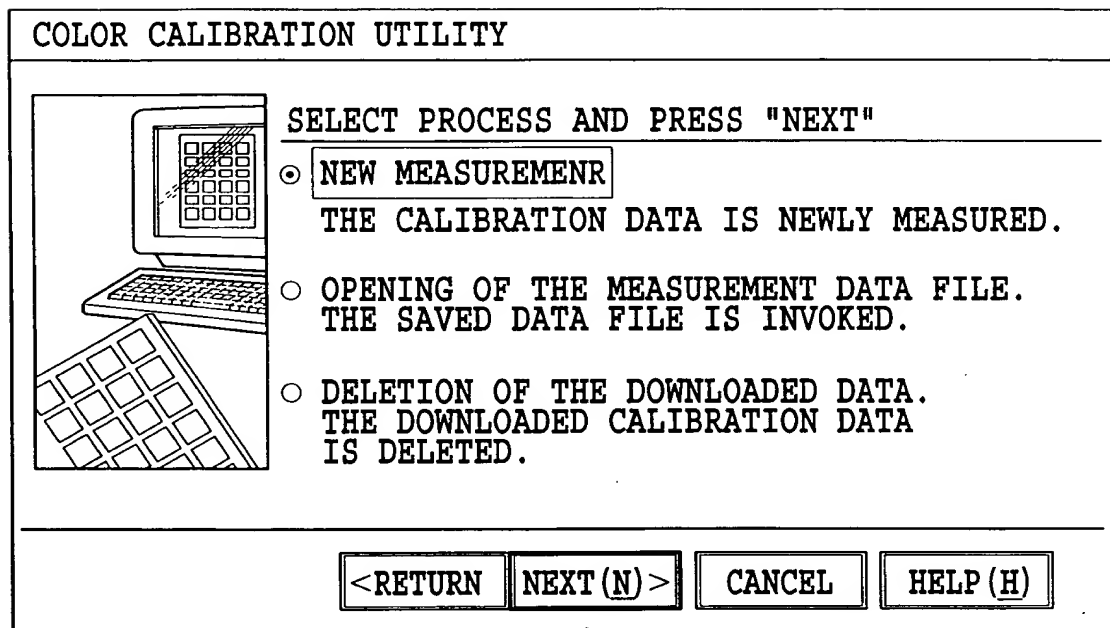 COLOR CALIBRATION UTILITY
SELECT PROCESS AND PRESS "NEXT"
NEW MEASUREMENR
THE CALIBRATION DATA IS NEWLY MEASURED.
OPENING OF THE MEASUREMENT DATA FILE.
THE SAVED DATA FILE IS INVOKED.
DELETION OF THE DOWNLOADED DATA.
THE DOWNLOADED CALIBRATION DATA
IS DELETED.
<RETURN NEXT(N)> CANCEL HELP(H)